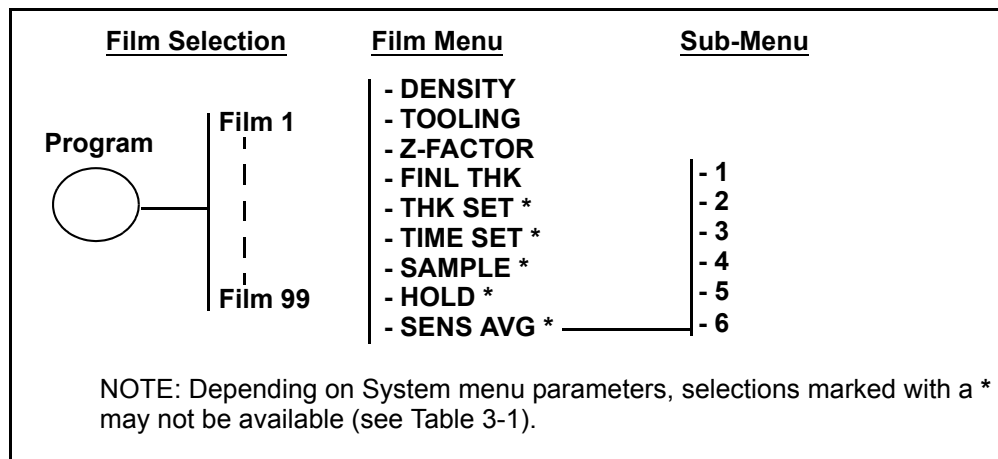 Film Selection Film Menu Sub-Menu
Program
Film 1
Film 99
- DENSITY
- TOOLING
- Z-FACTOR
- FINL THK
- THK SET *
- TIME SET *
- SAMPLE *
- HOLD *
- SENS AVG *
- 1
- 2
- 3
- 4
- 5
- 6
NOTE: Depending on System menu parameters, selections marked with a *
may not be available (see Table 3-1).